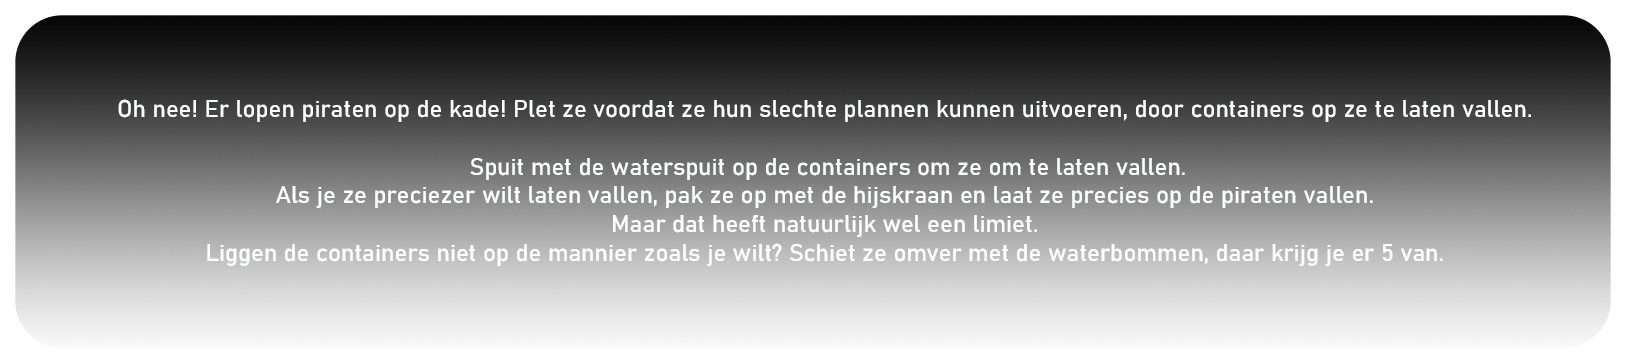 Oh nee! Er lopen piraten op de kade! Plet ze voordat ze hun slechte plannen kunnen uitvoeren, door containers op ze te laten vallen.
Spuit met de waterspuit op de containers om ze om te laten vallen.
Als je ze preciezer wilt laten vallen, pak ze op met de hijskraan en laat ze precies op de piraten vallen.
Maar dat heeft natuurlijk wel een limiet.
Liggen de containers niet op de mannier zoals je wilt? Schiet ze omver met de waterbommen, daar krijg je er 5 van.